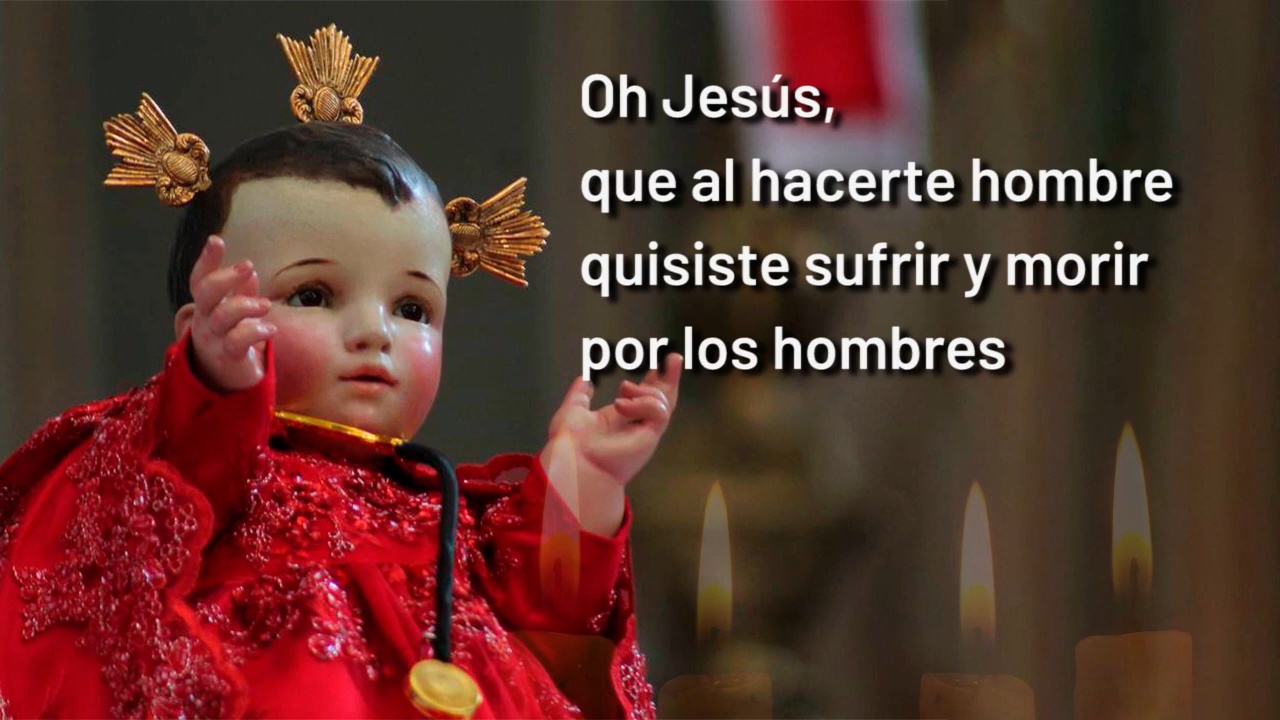 Oh Jesús,
que al hacerte hombre
quisiste sufrir y morir
por los hombres